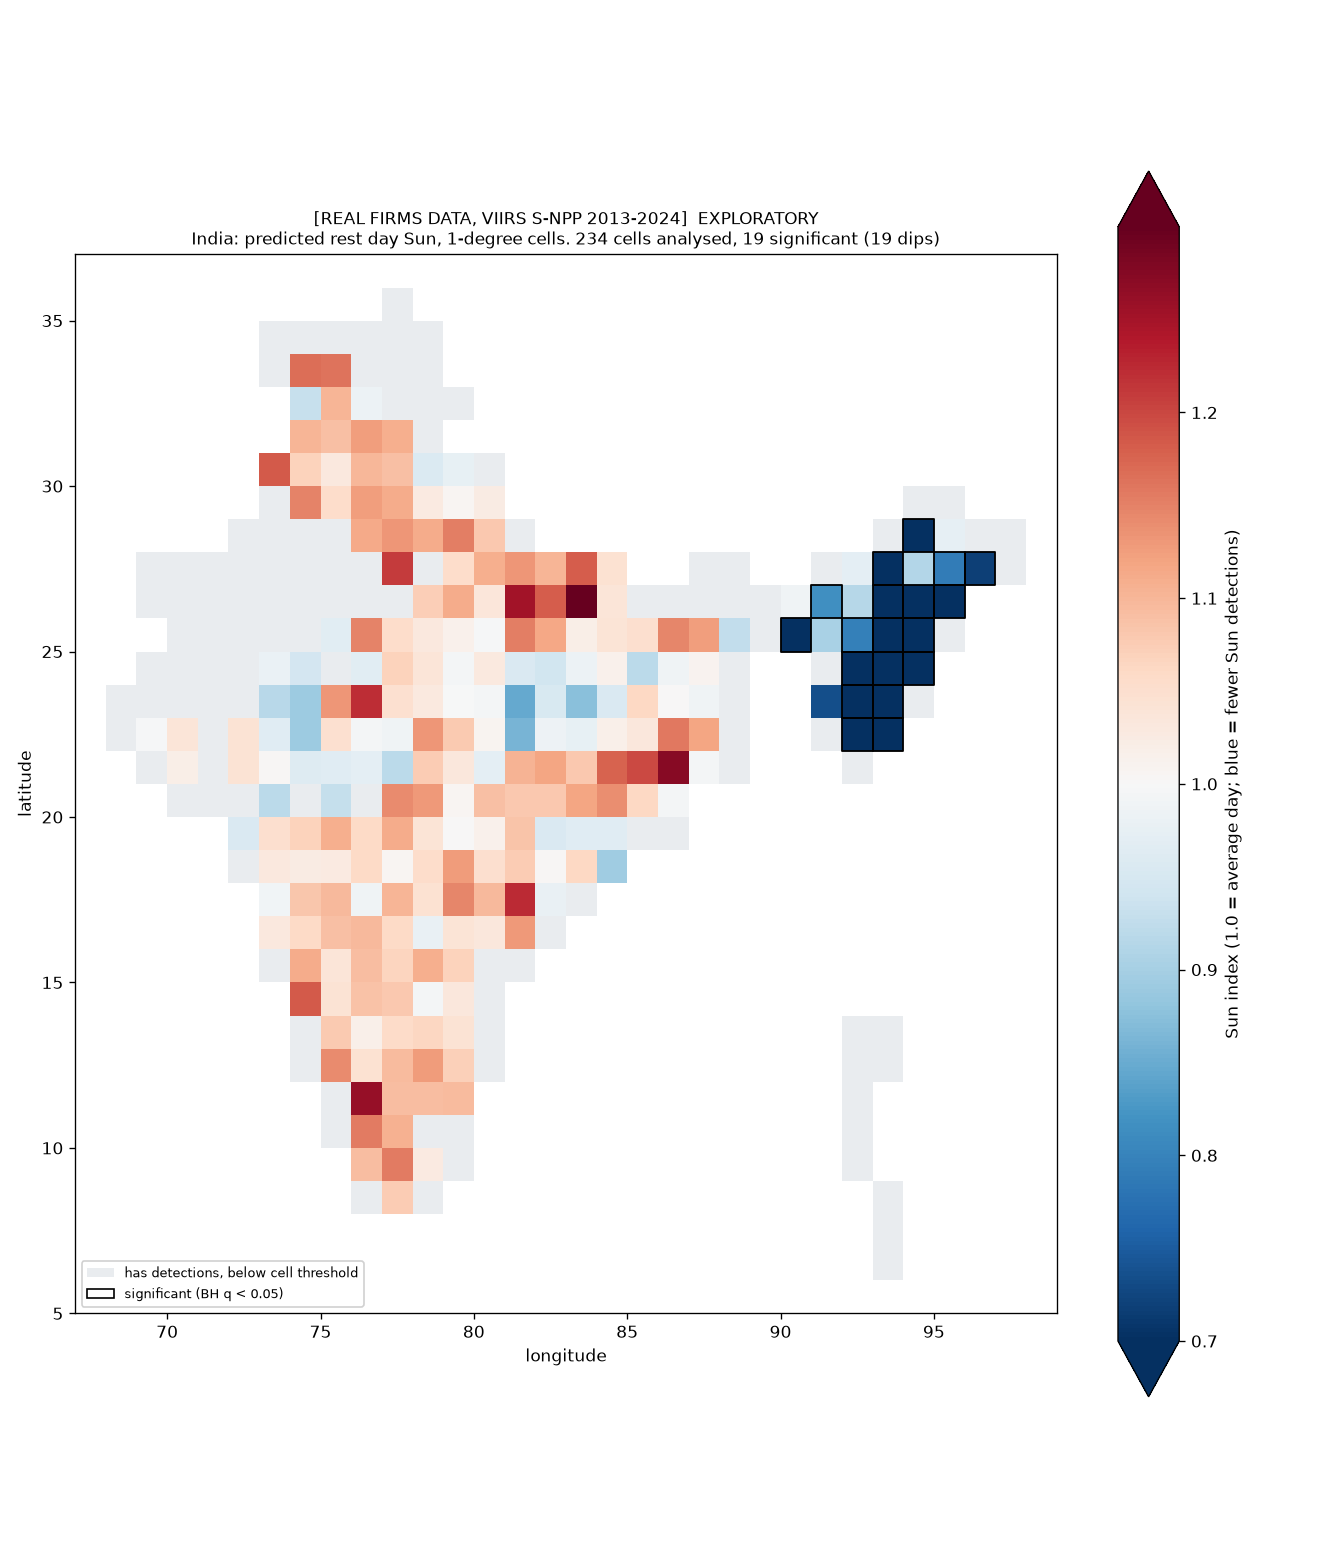 [REAL FIRMS DATA, VIIRS S-NPP 2013-2024]  EXPLORATORY
India: predicted rest day Sun, 1-degree cells. 234 cells analysed, 19 significant (19 dips)
35
30
25
20
15
10
5
latitude
70
75
80
85
90
95
longitude
has detections, below cell threshold
significant (BH q < 0.05)
1.2
1.1
1.0
0.9
0.8
0.7
Sun index (1.0 = average day; blue = fewer Sun detections)